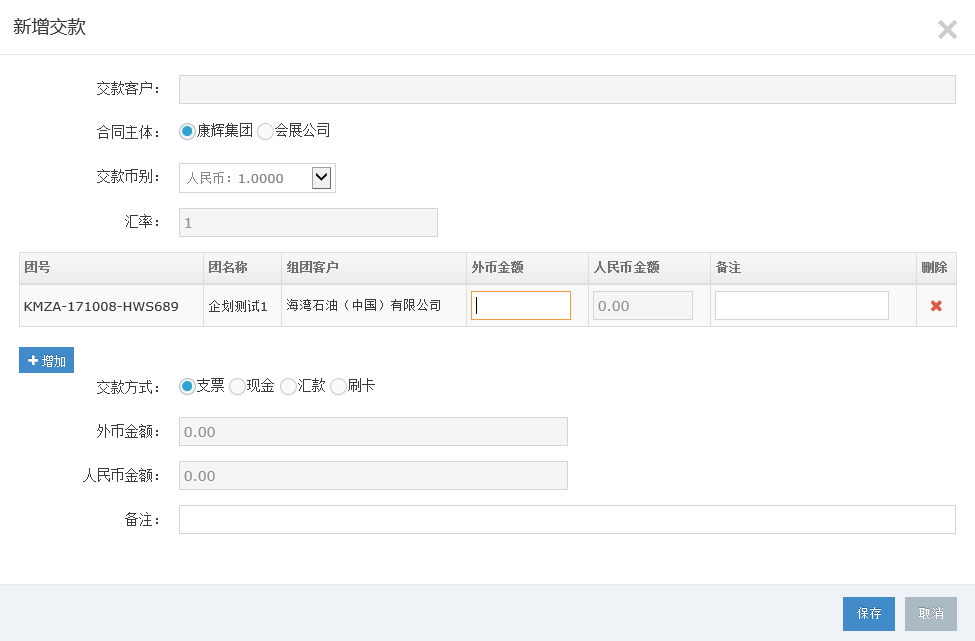 新增交款
交款客户：
合同主体： 康辉集团 会展公司
交款币别： 人民币：1.0000
汇率： 1
团号 团名称 组团客户 外币金额 人民币金额 备注 删除
KMZA-171008-HWS689 企划测试1 海湾石油（中国）有限公司 0.00
+ 增加
交款方式： 支票 现金 汇款 刷卡
外币金额： 0.00
人民币金额： 0.00
备注：
保存 取消